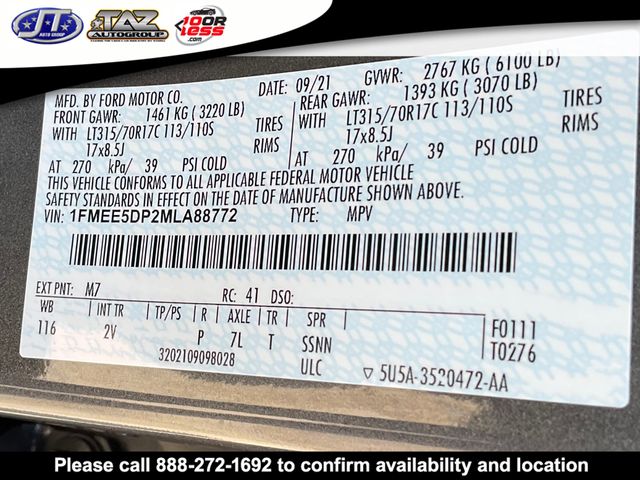 JTI
AUTO GROUP
TAZ
AUTOGROUP
10 OR
LESS
.com
MFD. BY FORD MOTOR CO.
DATE: 09/21 GVWR: 2767 KG ( 6100 LB)
FRONT GAWR: 1461 KG ( 3220 LB)
REAR GAWR: 1393 KG ( 3070 LB)
WITH LT315/70R17C 113/110S TIRES
WITH LT315/70R17C 113/110S TIRES
17x8.5J RIMS
17x8.5J RIMS
AT 270 kPa/ 39 PSI COLD
AT 270 kPa/ 39 PSI COLD
THIS VEHICLE CONFORMS TO ALL APPLICABLE FEDERAL MOTOR VEHICLE
SAFETY STANDARDS IN EFFECT ON THE DATE OF MANUFACTURE SHOWN ABOVE.
VIN: 1FMEE5DP2MLA88772 TYPE: MPV
EXT PNT: M7 RC: 41 DSO:
WB INT TR TP/PS R AXLE TR SPR
116 2V P 7L T SSNN
F0111
T0276
3202109098028 ULC
5U5A-3520472-AA
Please call 888-272-1692 to confirm availability and location